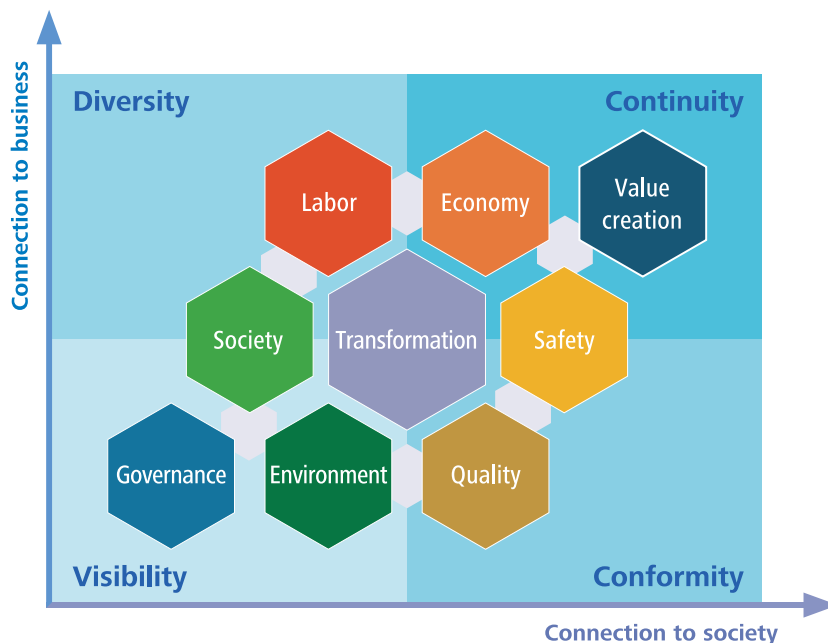 Connection to business
Diversity
Continuity
Labor
Economy
Value
creation
Society
Transformation
Safety
Governance
Environment
Quality
Visibility
Conformity
Connection to society